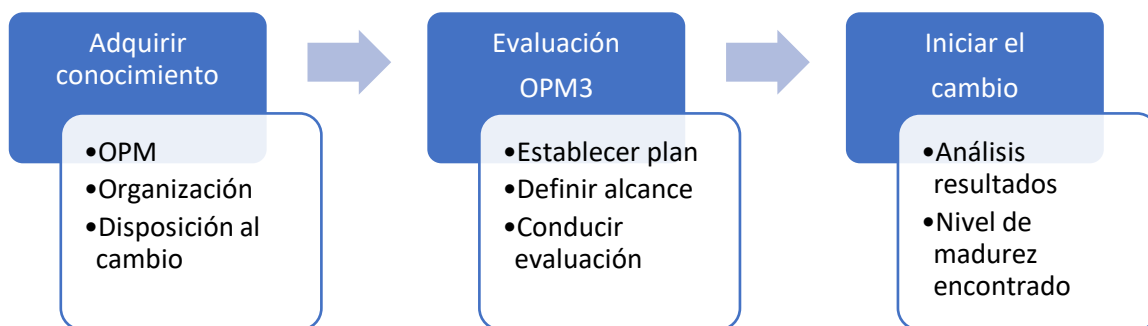 Adquirir
conocimiento
•OPM
•Organización
•Disposición al
cambio
Evaluación
OPM3
•Establecer plan
•Definir alcance
•Conducir
evaluación
Iniciar el
cambio
•Análisis
resultados
•Nivel de
madurez
encontrado